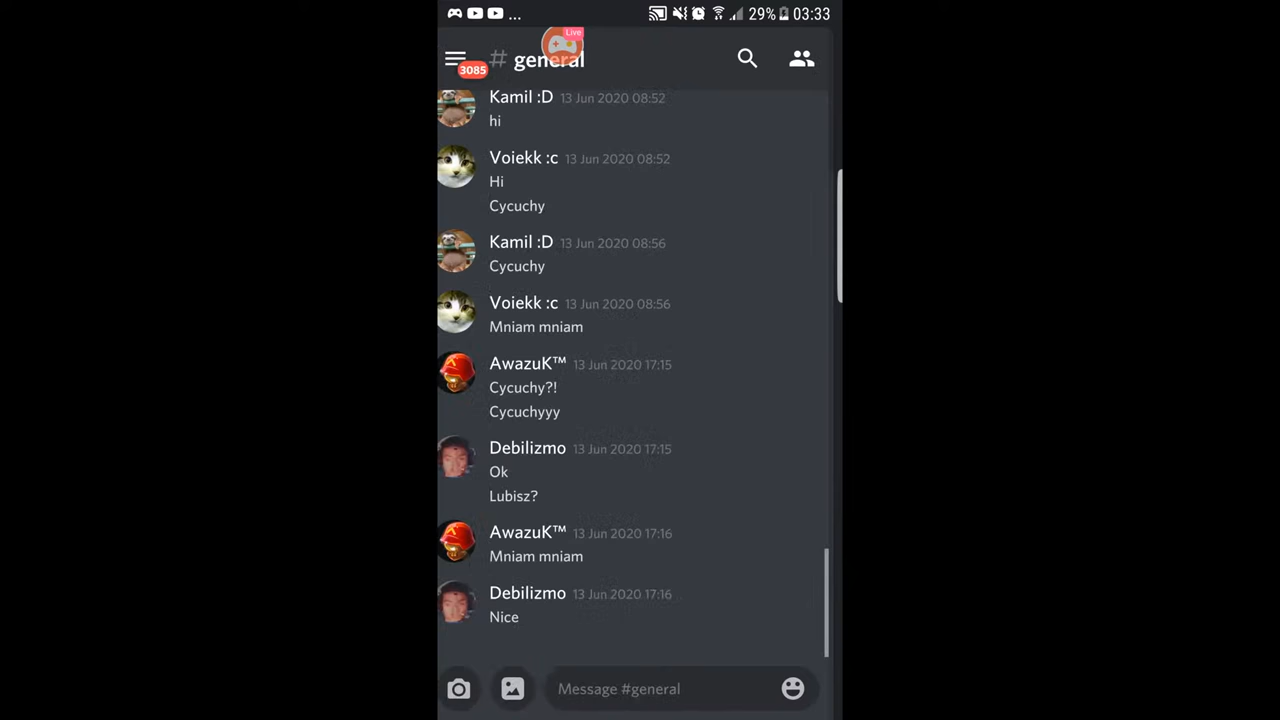 ... 29% 03:33
Live
3085 # general
Kamil :D 13 Jun 2020 08:52
hi
Voiekk :c 13 Jun 2020 08:52
Hi
Cycuchy
Kamil :D 13 Jun 2020 08:56
Cycuchy
Voiekk :c 13 Jun 2020 08:56
Mniam mniam
AwazuK™ 13 Jun 2020 17:15
Cycuchy?!
Cycuchyyy
Debilizmo 13 Jun 2020 17:15
Ok
Lubisz?
AwazuK™ 13 Jun 2020 17:16
Mniam mniam
Debilizmo 13 Jun 2020 17:16
Nice
Message #general